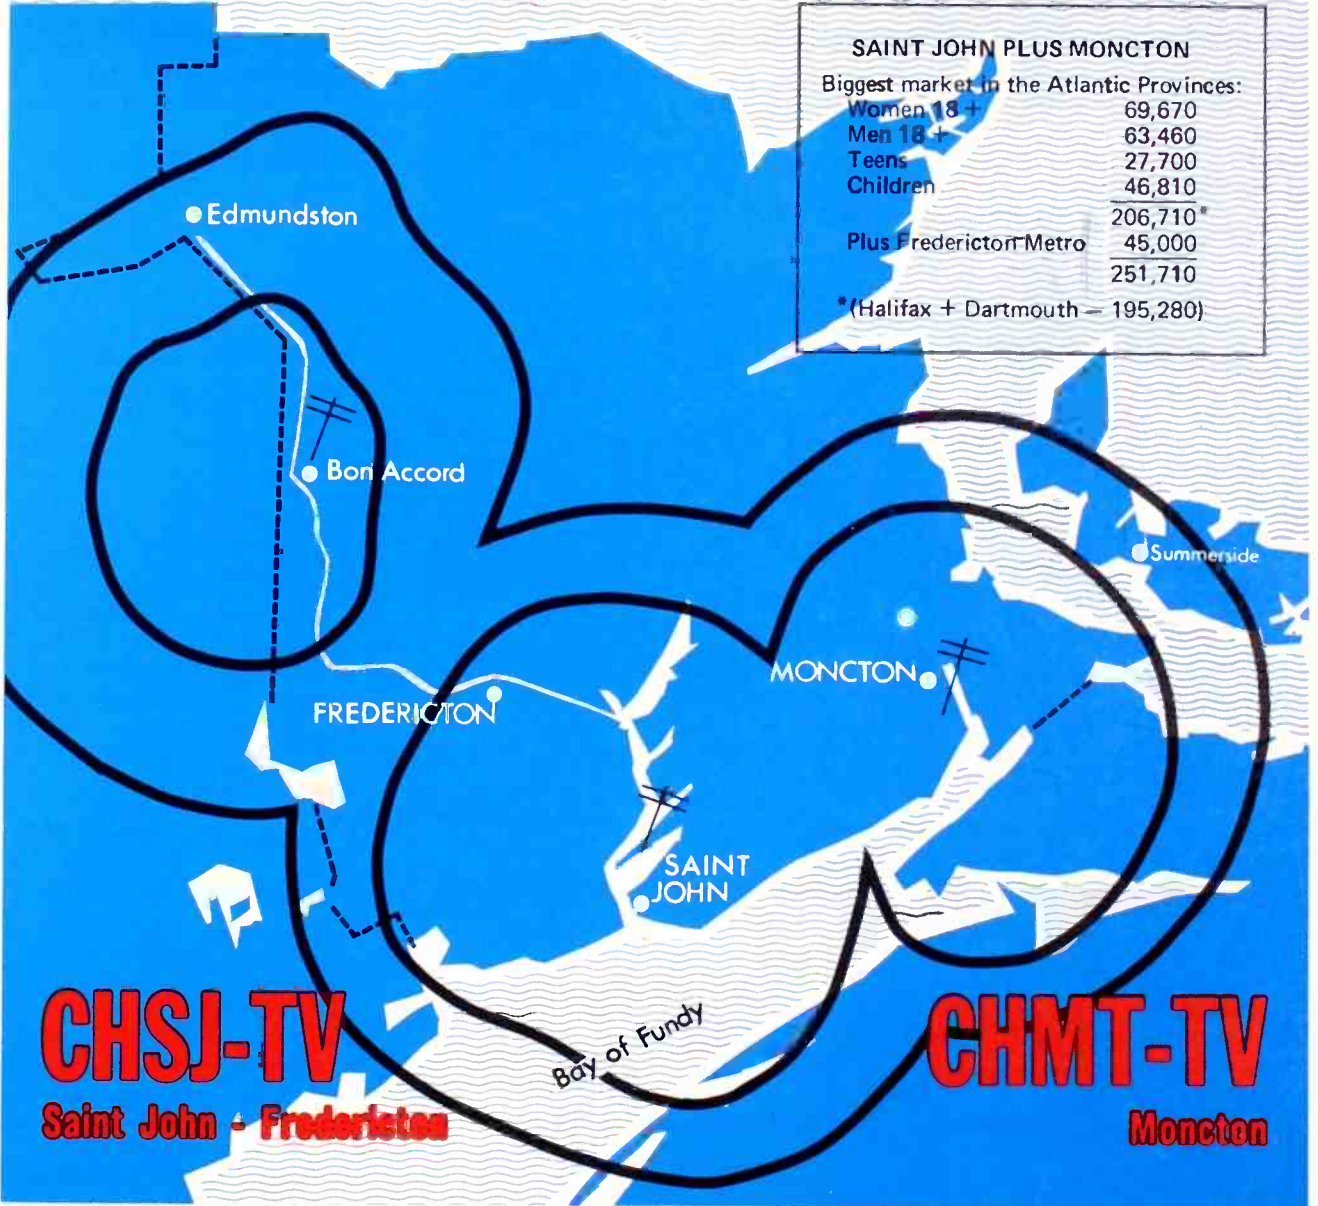 SAINT JOHN PLUS MONCTON
Biggest market in the Atlantic Provinces:
Women 18 + 69,670
Men 18 + 63,460
Teens 27,700
Children 46,810
206,710*
Plus Fredericton Metro 45,000
251,710
*(Halifax + Dartmouth — 195,280)
Edmundston
Bon Accord
Summerside
MONCTON
FREDERICTON
SAINT
JOHN
Bay of Fundy
CHSJ-TV
Saint John - Fredericton
CHMT-TV
Moncton